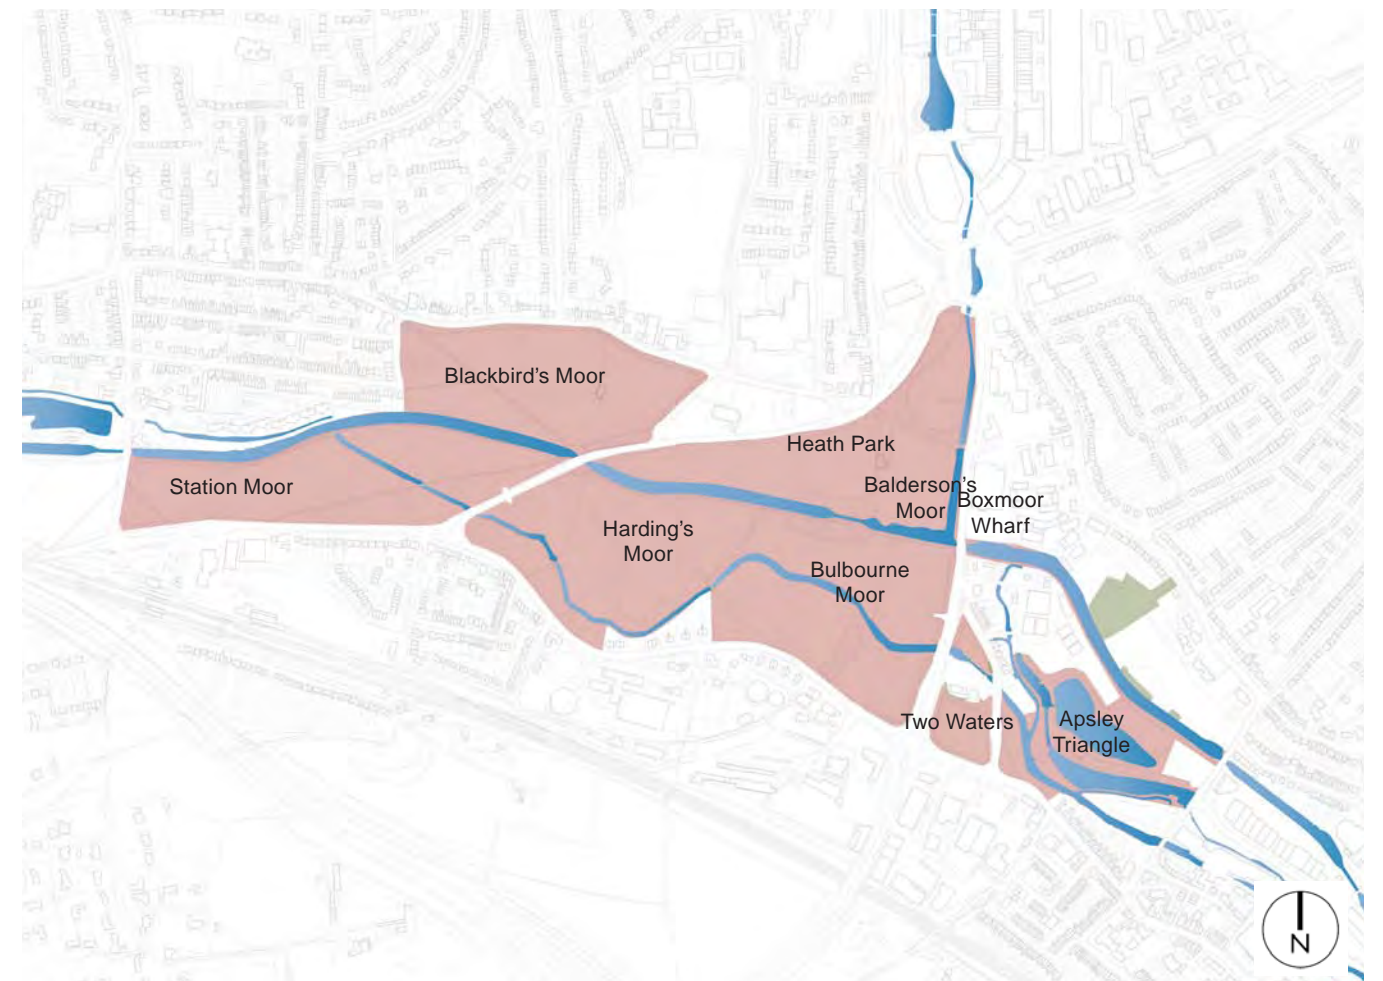 Blackbird's Moor
Heath Park
Station Moor
Balderson's
Moor
Boxmoor
Wharf
Harding's
Moor
Bulbourne
Moor
Two Waters
Apsley
Triangle
N